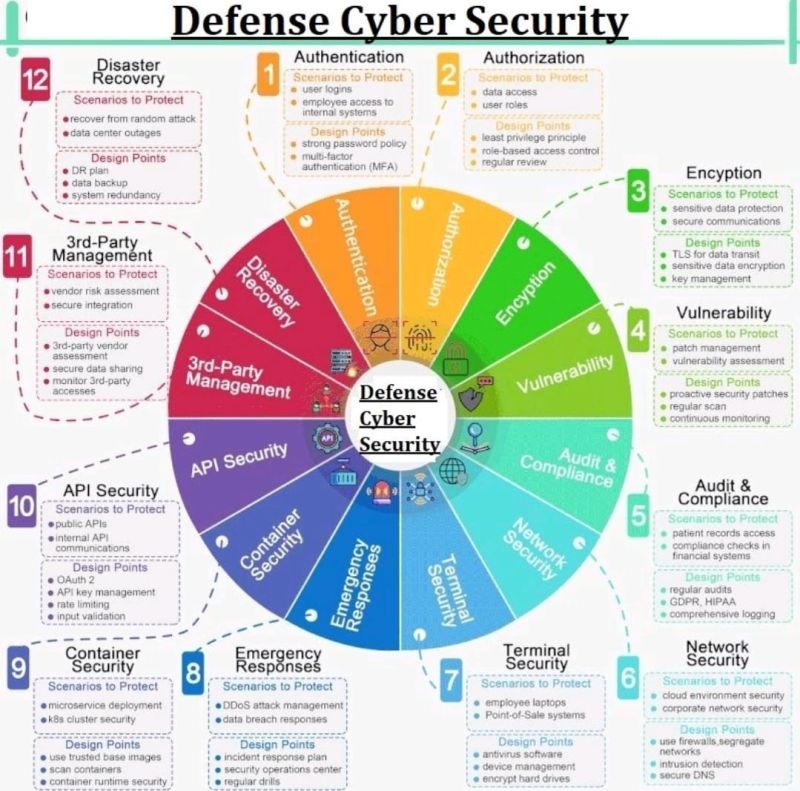 Defense Cyber Security
12
Disaster
Recovery
Scenarios to Protect
recover from random attack
data center outages
Design Points
DR plan
data backup
system redundancy
1
Authentication
Scenarios to Protect
user logins
employee access to
internal systems
Design Points
strong password policy
multi-factor
authentication (MFA)
2
Authorization
Scenarios to Protect
data access
user roles
Design Points
least privilege principle
role-based access control
regular review
3
Encyption
Scenarios to Protect
sensitive data protection
secure communications
Design Points
TLS for data transit
sensitive data encryption
key management
11
3rd-Party
Management
Scenarios to Protect
vendor risk assessment
secure integration
Design Points
3rd-party vendor
assessment
secure data sharing
monitor 3rd-party
accesses
4
Vulnerability
Scenarios to Protect
patch management
vulnerability assessment
Design Points
proactive security patches
regular scan
continuous monitoring
Authentication
Authorization
Encyption
Vulnerability
Audit &
Compliance
Network
Security
Terminal
Security
Emergency
Responses
Container
Security
API Security
3rd-Party
Management
Disaster
Recovery
API
Defense
Cyber
Security
10
API Security
Scenarios to Protect
public APIs
internal API
communications
Design Points
OAuth 2
API key management
rate limiting
input validation
5
Audit &
Compliance
Scenarios to Protect
patient records access
compliance checks in
financial systems
Design Points
regular audits
GDPR, HIPAA
comprehensive logging
9
Container
Security
Scenarios to Protect
microservice deployment
k8s cluster security
Design Points
use trusted base images
scan containers
container runtime security
8
Emergency
Responses
Scenarios to Protect
DDoS attack management
data breach responses
Design Points
incident response plan
security operations center
regular drills
7
Terminal
Security
Scenarios to Protect
employee laptops
Point-of-Sale systems
Design Points
antivirus software
device management
encrypt hard drives
6
Network
Security
Scenarios to Protect
cloud environment security
corporate network security
Design Points
use firewalls,segregate
networks
intrusion detection
secure DNS